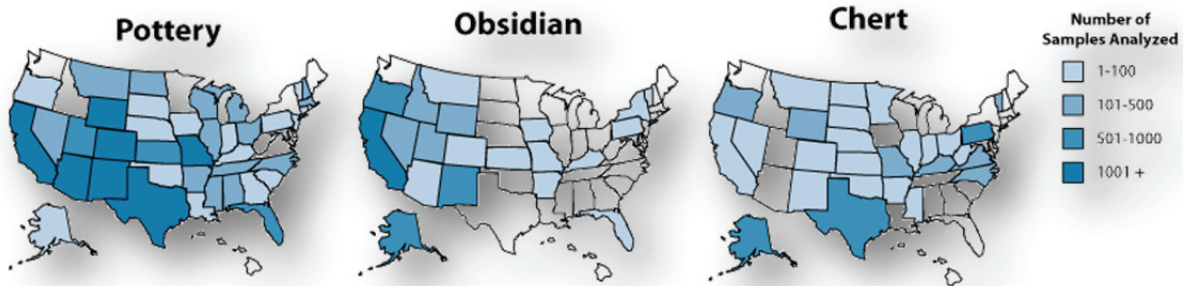 Pottery
Obsidian
Chert
Number of
Samples Analyzed
1-100
101-500
501-1000
1001 +